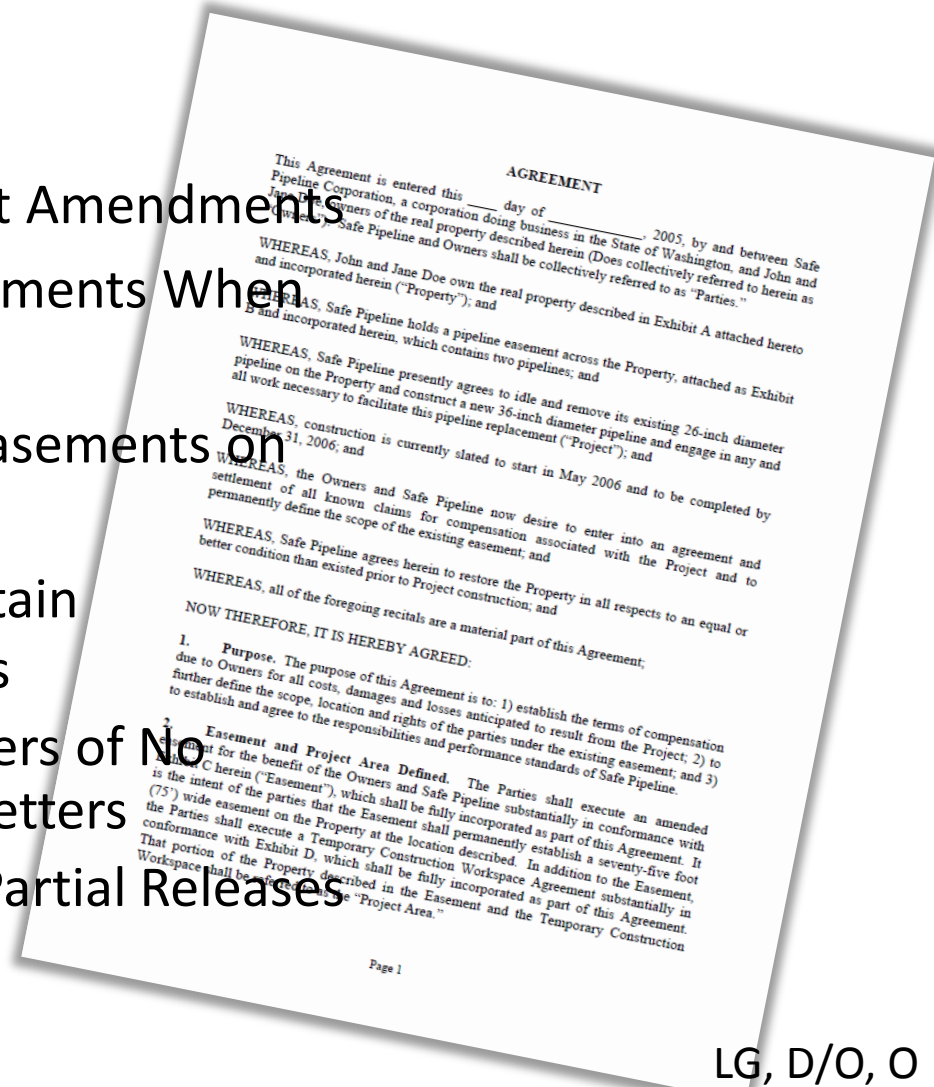 t Amendments
ments When
asements on
tain
s
ers of No
etters
Partial Releases
AGREEMENT
This Agreement is entered this ____ day of ______________, 2005, by and between Safe
Pipeline Corporation, a corporation doing business in the State of Washington, and John and
Jane Doe, owners of the real property described herein (Does collectively referred to herein as
“Owners”). Safe Pipeline and Owners shall be collectively referred to as “Parties.”
WHEREAS, John and Jane Doe own the real property described in Exhibit A attached hereto
and incorporated herein (“Property”); and
WHEREAS, Safe Pipeline holds a pipeline easement across the Property, attached as Exhibit
B and incorporated herein, which contains two pipelines; and
WHEREAS, Safe Pipeline presently agrees to idle and remove its existing 26-inch diameter
pipeline on the Property and construct a new 36-inch diameter pipeline and engage in any and
all work necessary to facilitate this pipeline replacement (“Project”); and
WHEREAS, construction is currently slated to start in May 2006 and to be completed by
December 31, 2006; and
WHEREAS, the Owners and Safe Pipeline now desire to enter into an agreement and
settlement of all known claims for compensation associated with the Project and to
permanently define the scope of the existing easement; and
WHEREAS, Safe Pipeline agrees herein to restore the Property in all respects to an equal or
better condition than existed prior to Project construction; and
WHEREAS, all of the foregoing recitals are a material part of this Agreement;
NOW THEREFORE, IT IS HEREBY AGREED:
1. Purpose. The purpose of this Agreement is to: 1) establish the terms of compensation
due to Owners for all costs, damages and losses anticipated to result from the Project; 2) to
further define the scope, location and rights of the parties under the existing easement; and 3)
to establish and agree to the responsibilities and performance standards of Safe Pipeline.
2. Easement and Project Area Defined. The Parties shall execute an amended
easement for the benefit of the Owners and Safe Pipeline substantially in conformance with
Exhibit C herein (“Easement”), which shall be fully incorporated as part of this Agreement. It
is the intent of the parties that the Easement shall permanently establish a seventy-five foot
(75’) wide easement on the Property at the location described. In addition to the Easement,
the Parties shall execute a Temporary Construction Workspace Agreement substantially in
conformance with Exhibit D, which shall be fully incorporated as part of this Agreement.
That portion of the Property described in the Easement and the Temporary Construction
Workspace shall be referred to as the “Project Area.”
Page 1
LG, D/O, O